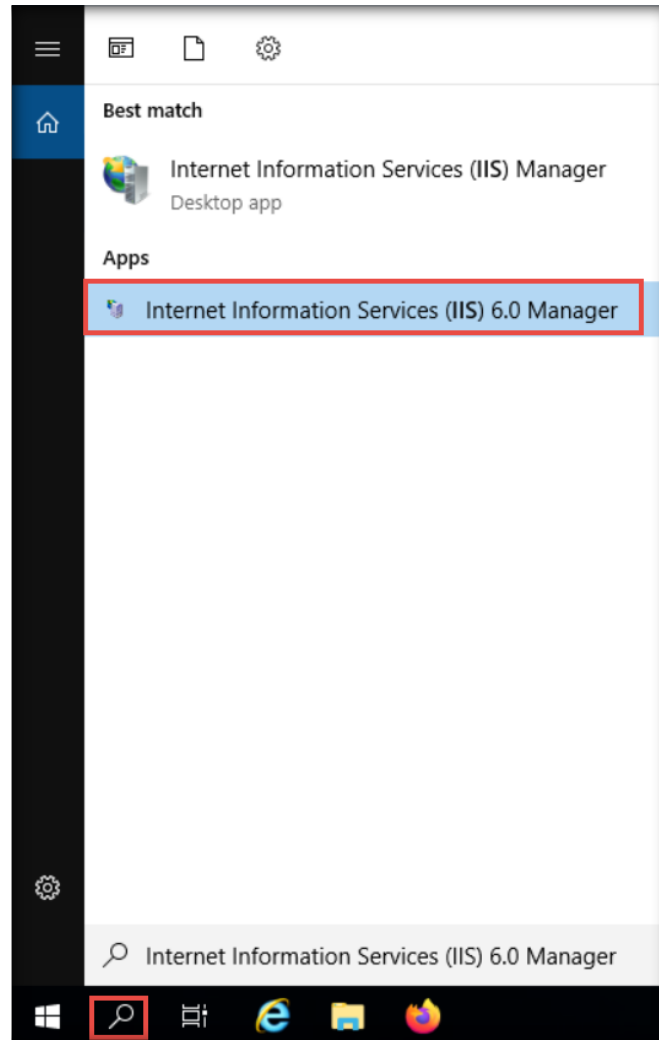 Best match
Internet Information Services (IIS) Manager
Desktop app
Apps
Internet Information Services (IIS) 6.0 Manager
Internet Information Services (IIS) 6.0 Manager